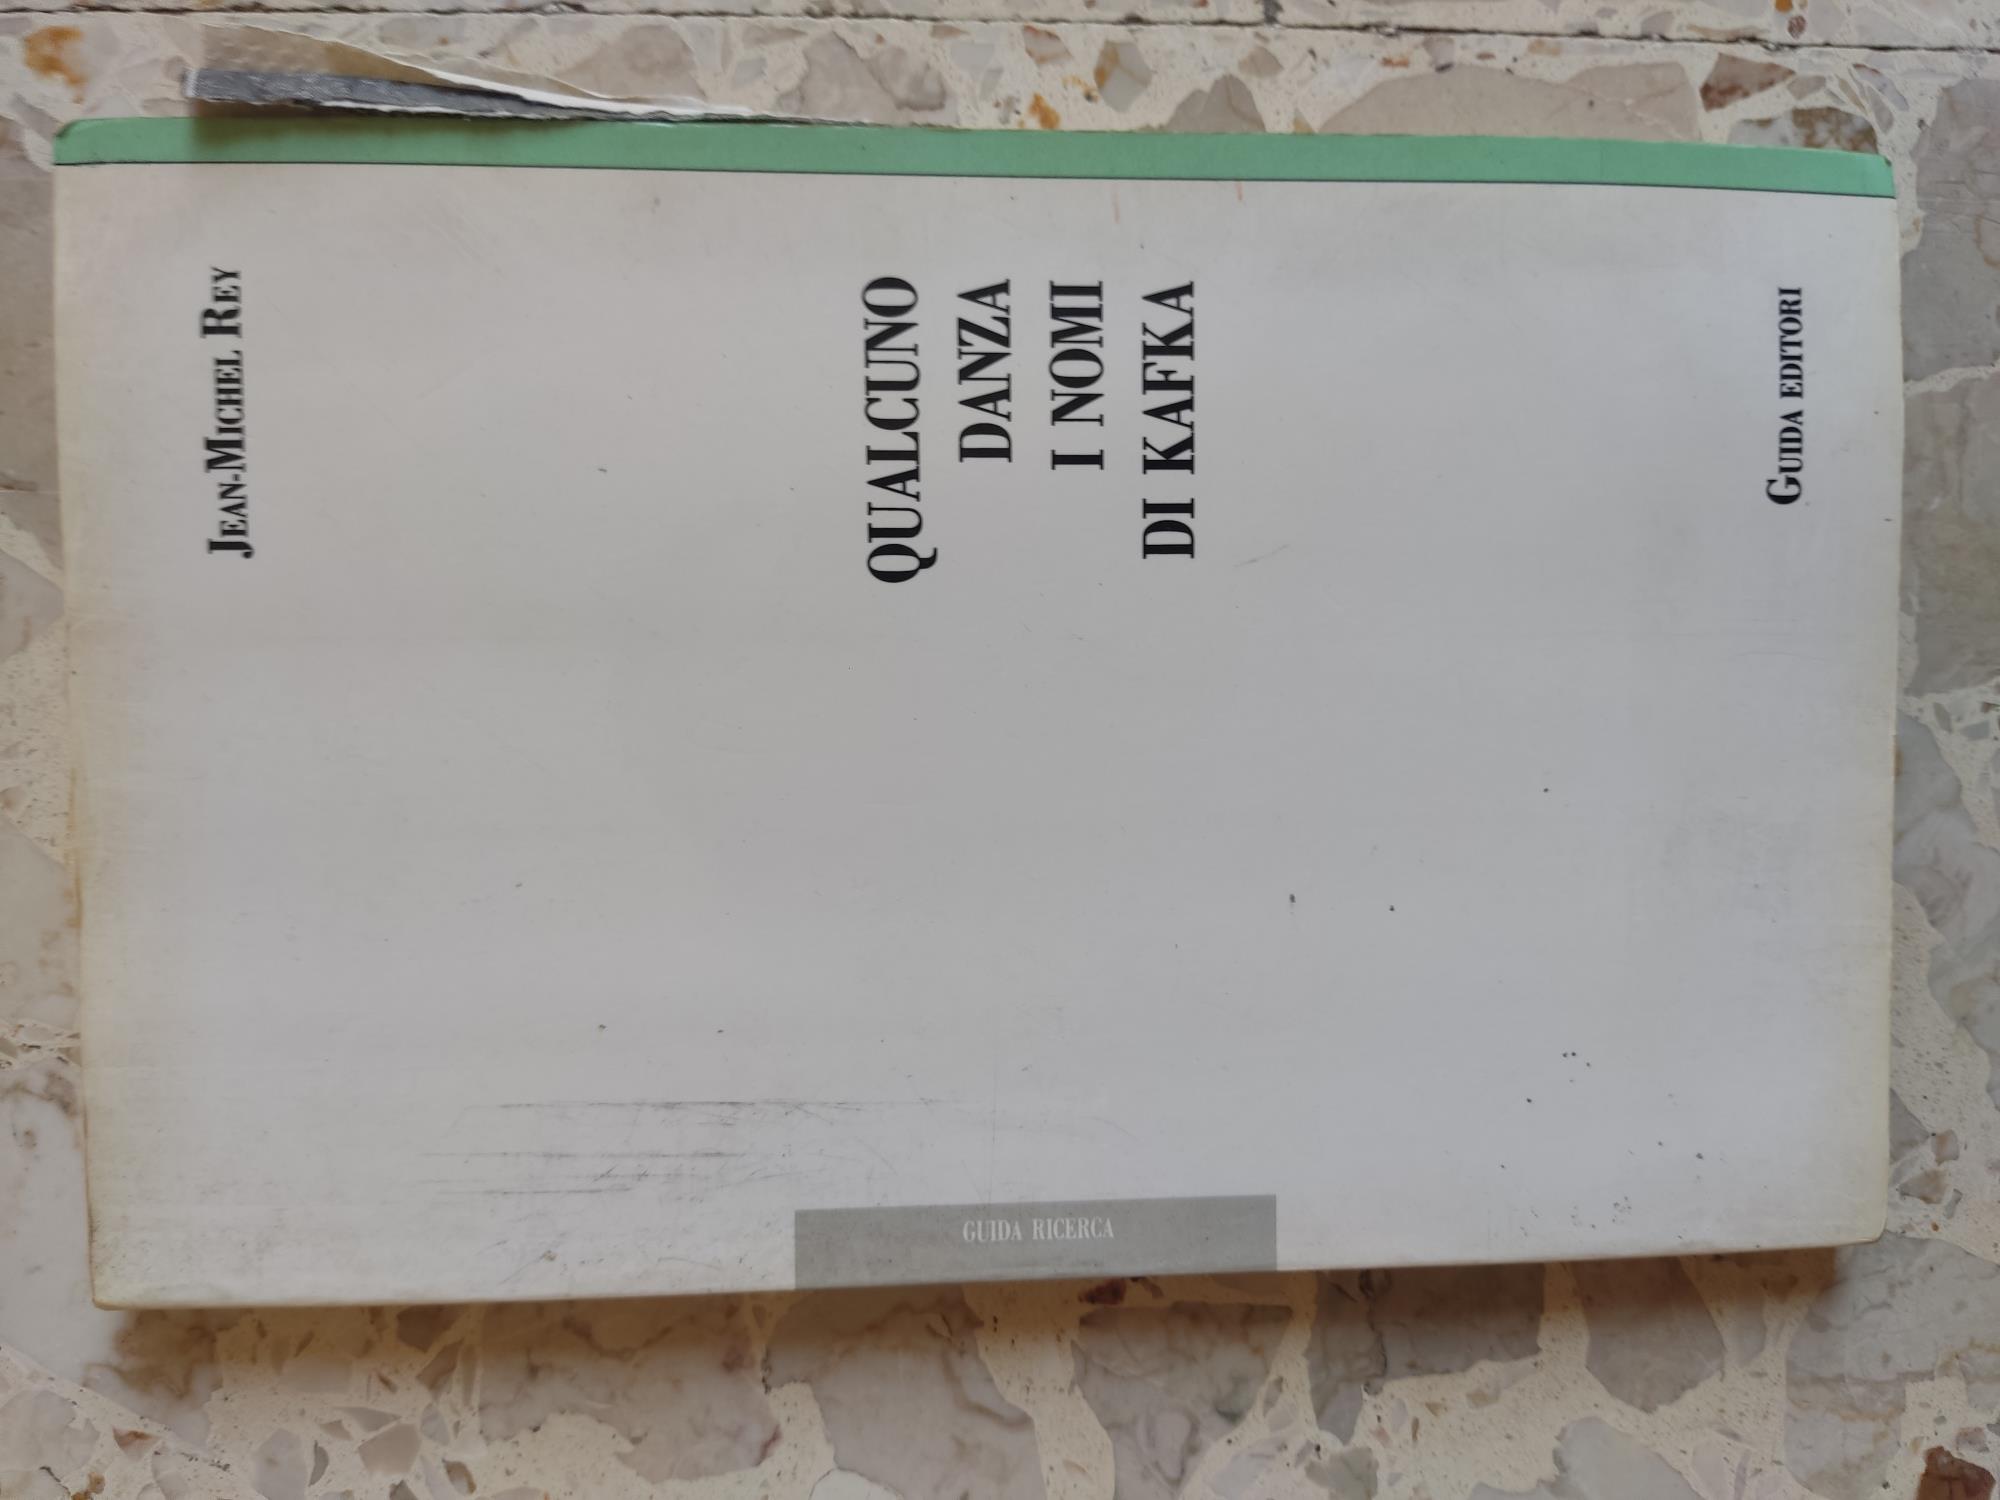 JEAN-MICHEL REY
QUALCUNO
DANZA
I NOMI
DI KAFKA
GUIDA EDITORI
GUIDA RICERCA